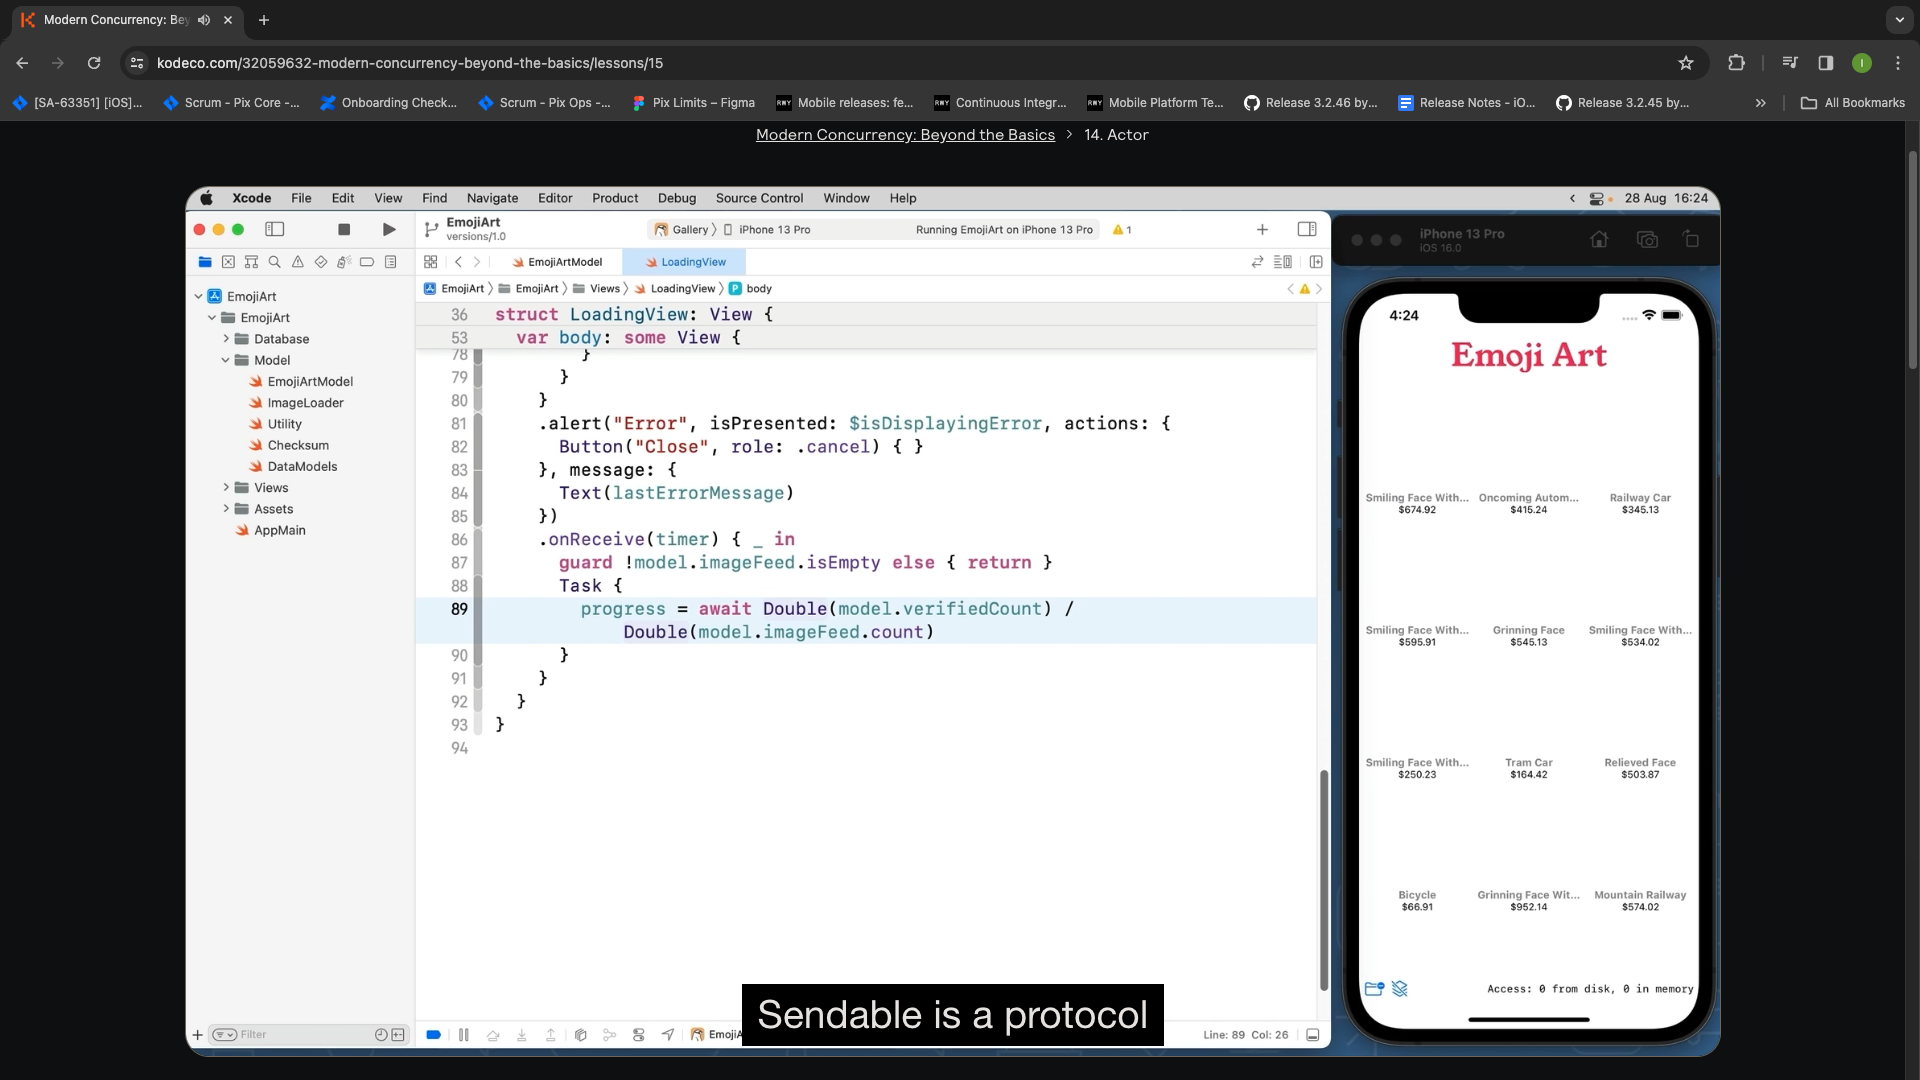 Modern Concurrency: Bey
kodeco.com/32059632-modern-concurrency-beyond-the-basics/lessons/15
I
[SA-63351] [iOS]...
Scrum - Pix Core -...
Onboarding Check...
Scrum - Pix Ops -...
Pix Limits – Figma
RWY Mobile releases: fe...
RWY Continuous Integr...
RWY Mobile Platform Te...
Release 3.2.46 by...
Release Notes - iO...
Release 3.2.45 by...
All Bookmarks
Modern Concurrency: Beyond the Basics > 14. Actor
Xcode File Edit View Find Navigate Editor Product Debug Source Control Window Help
28 Aug 16:24
EmojiArt
versions/1.0
Gallery
iPhone 13 Pro
Running EmojiArt on iPhone 13 Pro
1
EmojiArtModel
LoadingView
EmojiArt
EmojiArt
Views
LoadingView
P body
EmojiArt
EmojiArt
Database
Model
EmojiArtModel
ImageLoader
Utility
Checksum
DataModels
Views
Assets
AppMain
Filter
36 struct LoadingView: View {
53 var body: some View {
78 }
79 }
80 }
81 .alert("Error", isPresented: $isDisplayingError, actions: {
82 Button("Close", role: .cancel) { }
83 }, message: {
84 Text(lastErrorMessage)
85 })
86 .onReceive(timer) { _ in
87 guard !model.imageFeed.isEmpty else { return }
88 Task {
89 progress = await Double(model.verifiedCount) /
Double(model.imageFeed.count)
90 }
91 }
92 }
93 }
94
EmojiA
Line: 89 Col: 26
Sendable is a protocol
iPhone 13 Pro
iOS 16.0
4:24
Emoji Art
Smiling Face With... Oncoming Autom... Railway Car
$674.92 $415.24 $345.13
Smiling Face With... Grinning Face Smiling Face With...
$595.91 $545.13 $534.02
Smiling Face With... Tram Car Relieved Face
$250.23 $164.42 $503.87
Bicycle Grinning Face Wit... Mountain Railway
$66.91 $952.14 $574.02
Access: 0 from disk, 0 in memory